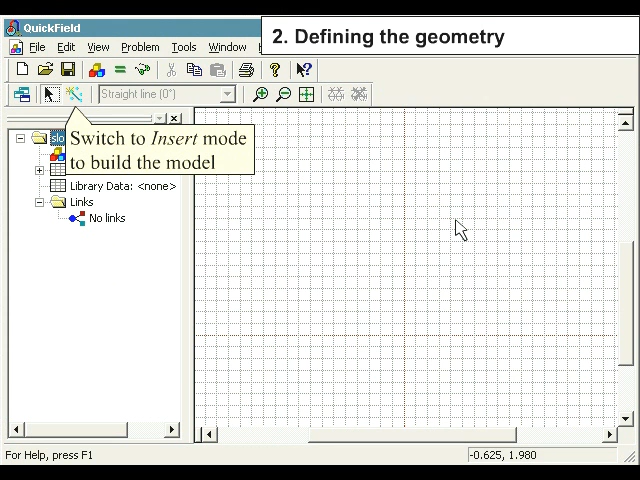 QuickField
2. Defining the geometry
File Edit View Problem Tools Window
Straight line (0°)
Switch to Insert mode
to build the model
slo
Library Data: <none>
Links
No links
For Help, press F1
-0.625, 1.980